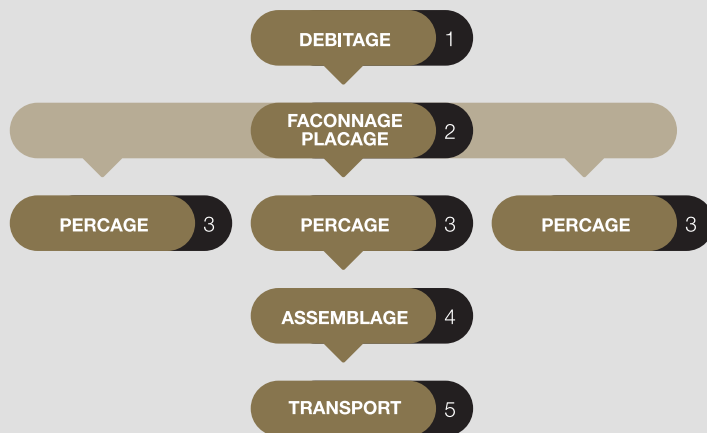 DEBITAGE 1
FACONNAGE
PLACAGE 2
PERCAGE 3
PERCAGE 3
PERCAGE 3
ASSEMBLAGE 4
TRANSPORT 5